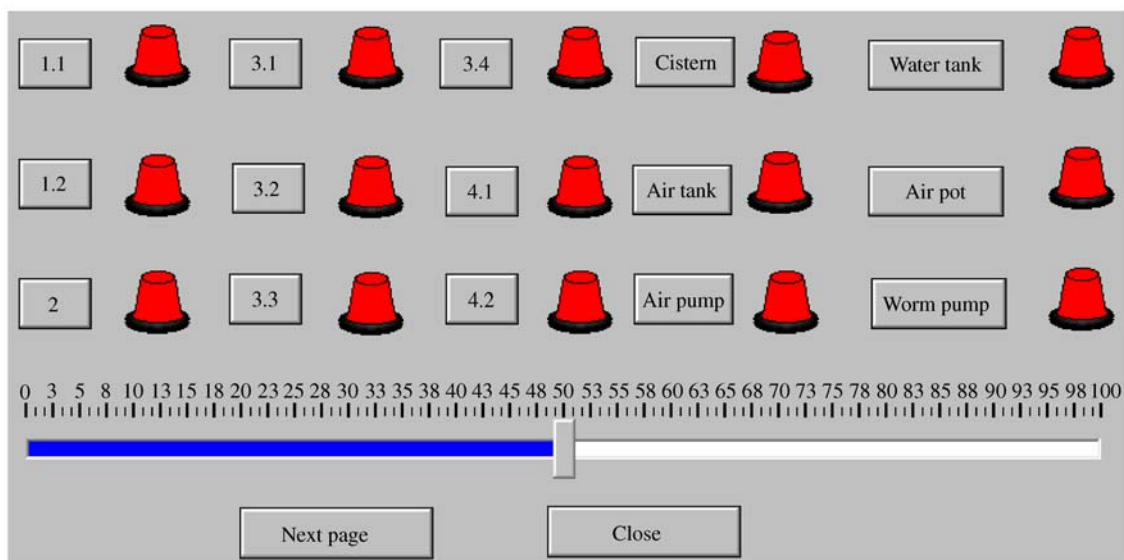 1.1 3.1 3.4 Cistern Water tank
1.2 3.2 4.1 Air tank Air pot
2 3.3 4.2 Air pump Worm pump
0 3 5 8 10 13 15 18 20 23 25 28 30 33 35 38 40 43 45 48 50 53 55 58 60 63 65 68 70 73 75 78 80 83 85 88 90 93 95 98 100
Next page Close